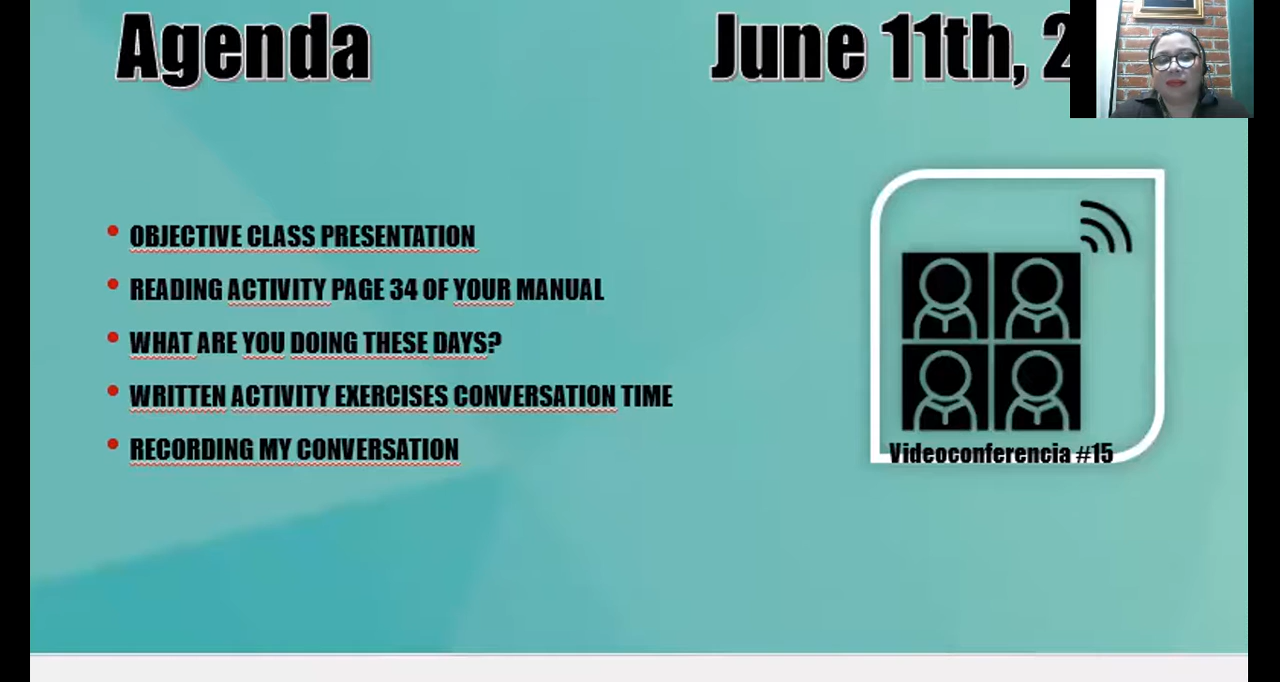 Agenda
June 11th,
OBJECTIVE CLASS PRESENTATION
READING ACTIVITY PAGE 34 OF YOUR MANUAL
WHAT ARE YOU DOING THESE DAYS?
WRITTEN ACTIVITY EXERCISES CONVERSATION TIME
RECORDING MY CONVERSATION
Videoconferencia #15